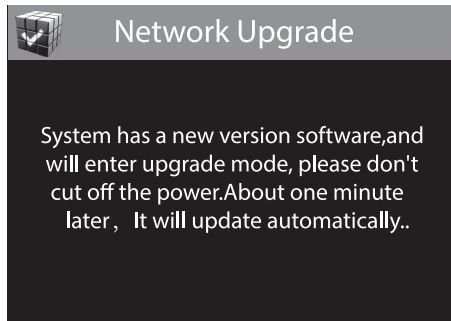 Network Upgrade
System has a new version software,and
will enter upgrade mode, please don't
cut off the power.About one minute
later，It will update automatically..